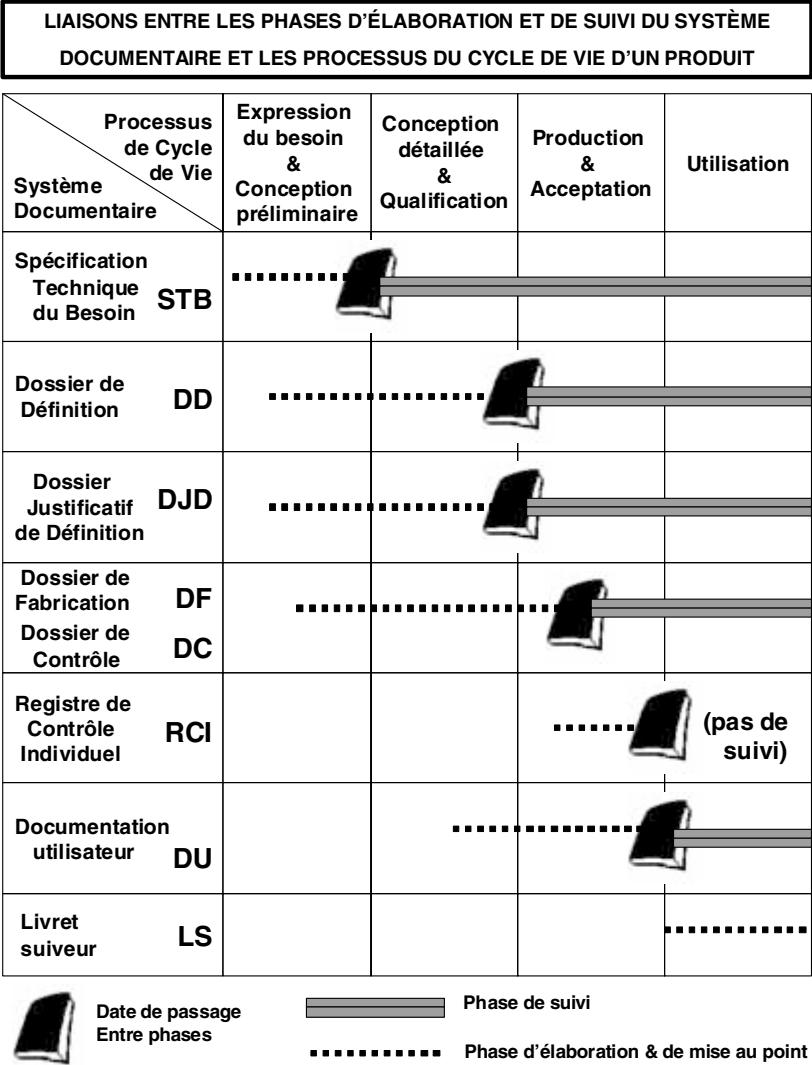 LIAISONS ENTRE LES PHASES D'ÉLABORATION ET DE SUIVI DU SYSTÈME
DOCUMENTAIRE ET LES PROCESSUS DU CYCLE DE VIE D'UN PRODUIT
Processus
de Cycle
de Vie
Système
Documentaire
Expression
du besoin
&
Conception
préliminaire
Conception
détaillée
&
Qualification
Production
&
Acceptation
Utilisation
Spécification
Technique
du Besoin
STB
Dossier de
Définition
DD
Dossier
Justificatif
de Définition
DJD
Dossier de
Fabrication
DF
Dossier de
Contrôle
DC
Registre de
Contrôle
Individuel
RCI
(pas de
suivi)
Documentation
utilisateur
DU
Livret
suiveur
LS
Date de passage
Entre phases
Phase de suivi
Phase d'élaboration & de mise au point